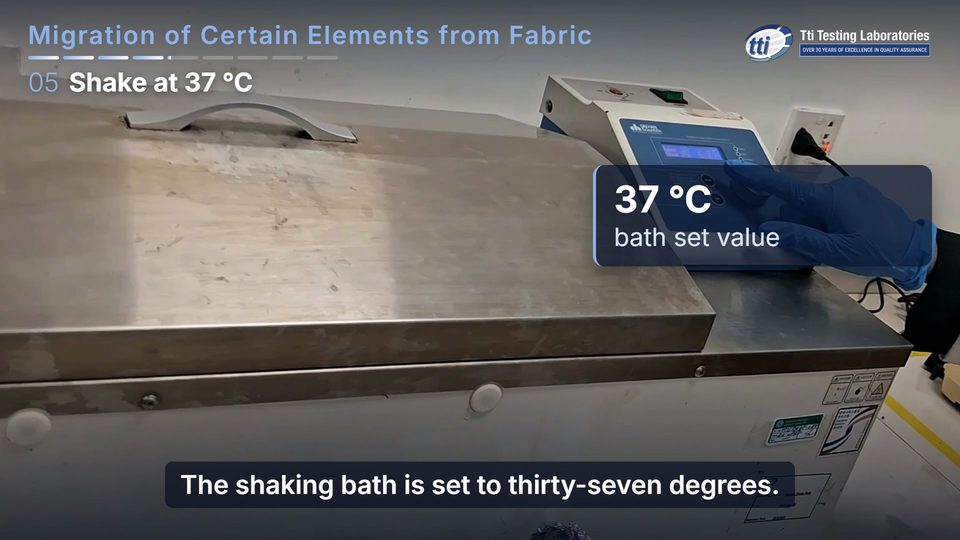 Migration of Certain Elements from Fabric
tti
Tti Testing Laboratories
OVER 30 YEARS OF EXCELLENCE IN QUALITY ASSURANCE
05 Shake at 37 °C
37 °C
bath set value
The shaking bath is set to thirty-seven degrees.